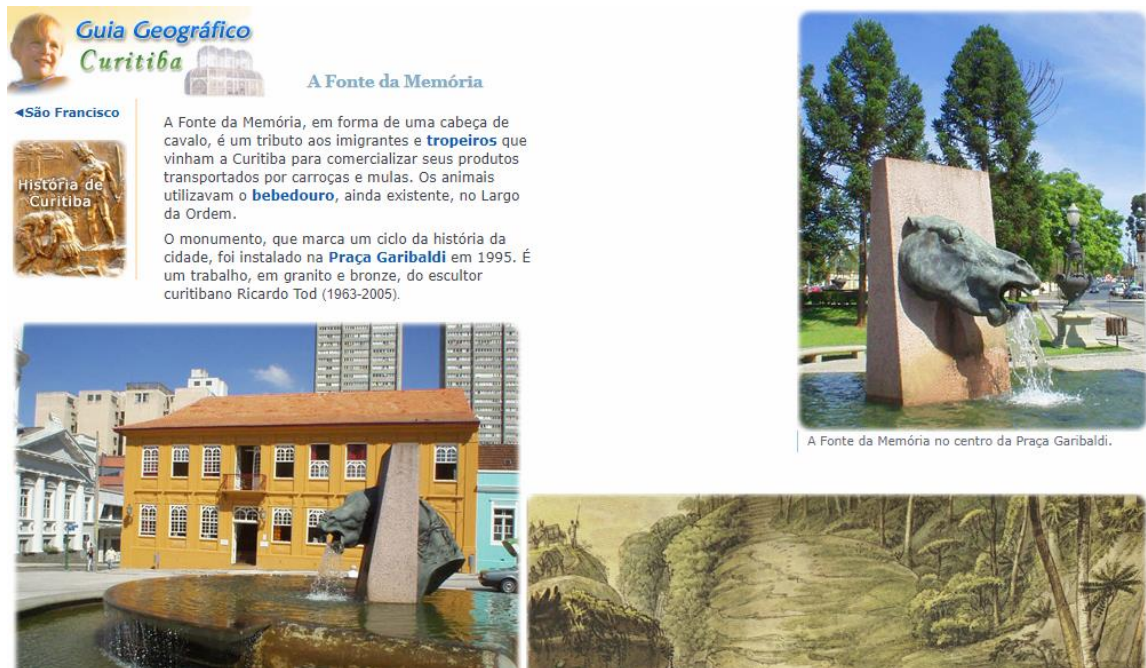 Guia Geográfico
Curitiba
A Fonte da Memória
◄São Francisco
História de
Curitiba
A Fonte da Memória, em forma de uma cabeça de
cavalo, é um tributo aos imigrantes e tropeiros que
vinham a Curitiba para comercializar seus produtos
transportados por carroças e mulas. Os animais
utilizavam o bebedouro, ainda existente, no Largo
da Ordem.
O monumento, que marca um ciclo da história da
cidade, foi instalado na Praça Garibaldi em 1995. É
um trabalho, em granito e bronze, do escultor
curitibano Ricardo Tod (1963-2005).
A Fonte da Memória no centro da Praça Garibaldi.